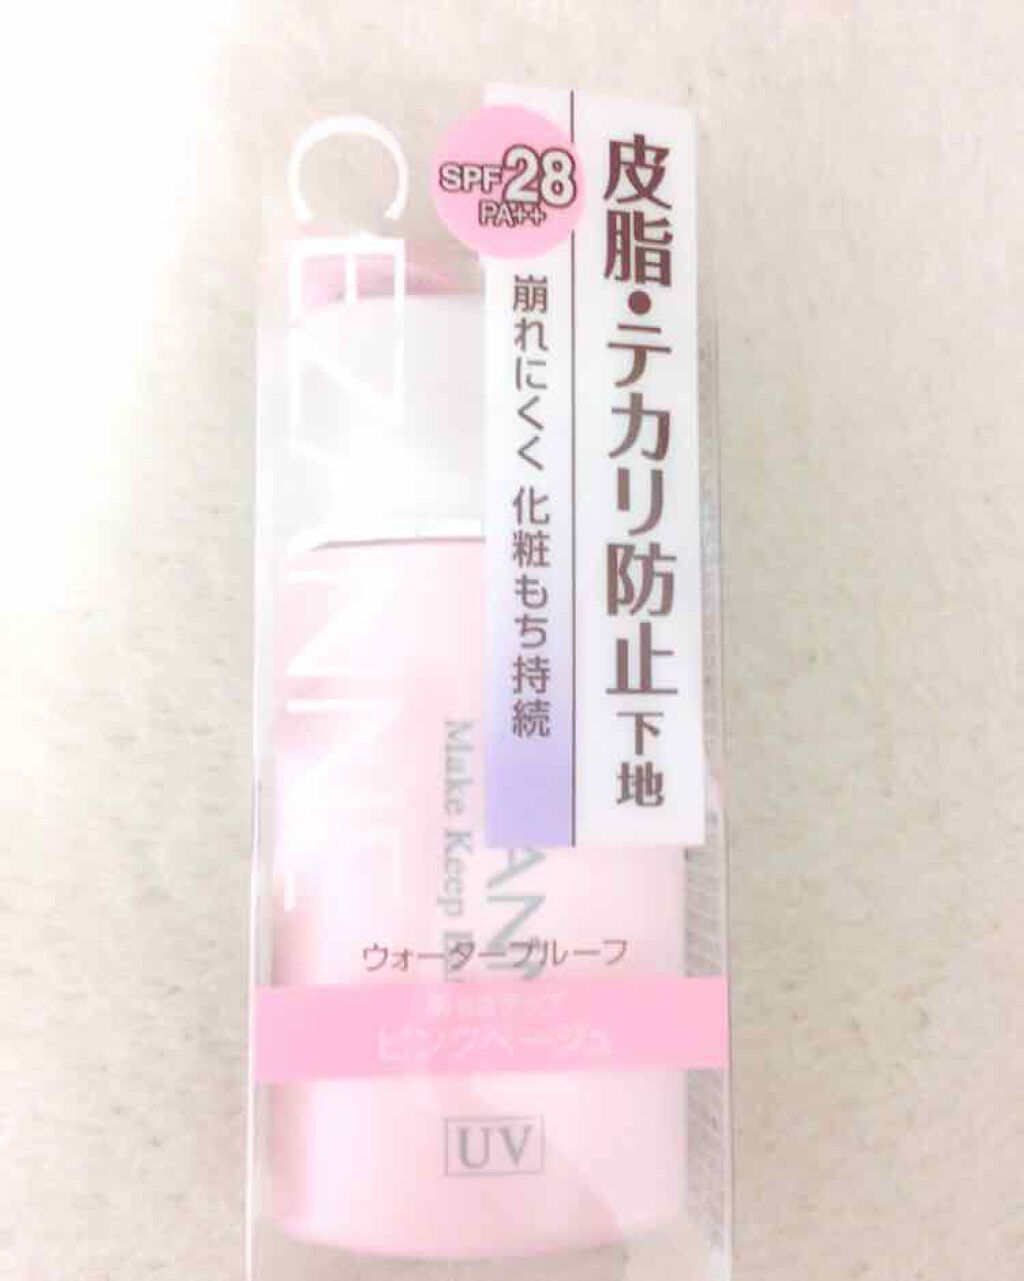 CEZANNE
SPF28
PA++
皮脂・テカリ防止 下地
崩れにくく 化粧もち持続
Make Keep
ウォータープルーフ
ピンクベージュ
UV